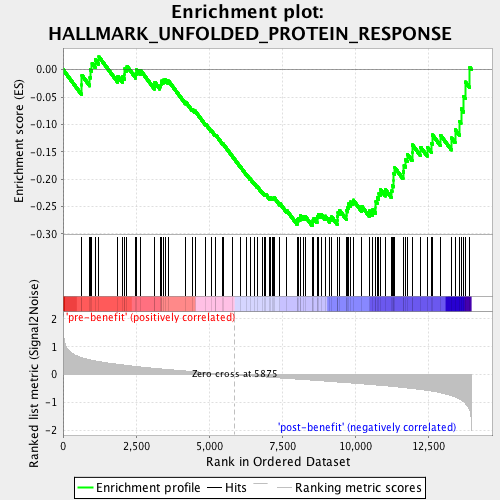 Enrichment plot:
HALLMARK_UNFOLDED_PROTEIN_RESPONSE
Enrichment score (ES)
0.00
-0.05
-0.10
-0.15
-0.20
-0.25
-0.30
'pre-benefit' (positively correlated)
Ranked list metric (Signal2Noise)
2
1
0
-1
-2
Zero cross at 5875
'post-benefit' (negatively correlated)
0
2,500
5,000
7,500
10,000
12,500
Rank in Ordered Dataset
Enrichment profile
Hits
Ranking metric scores